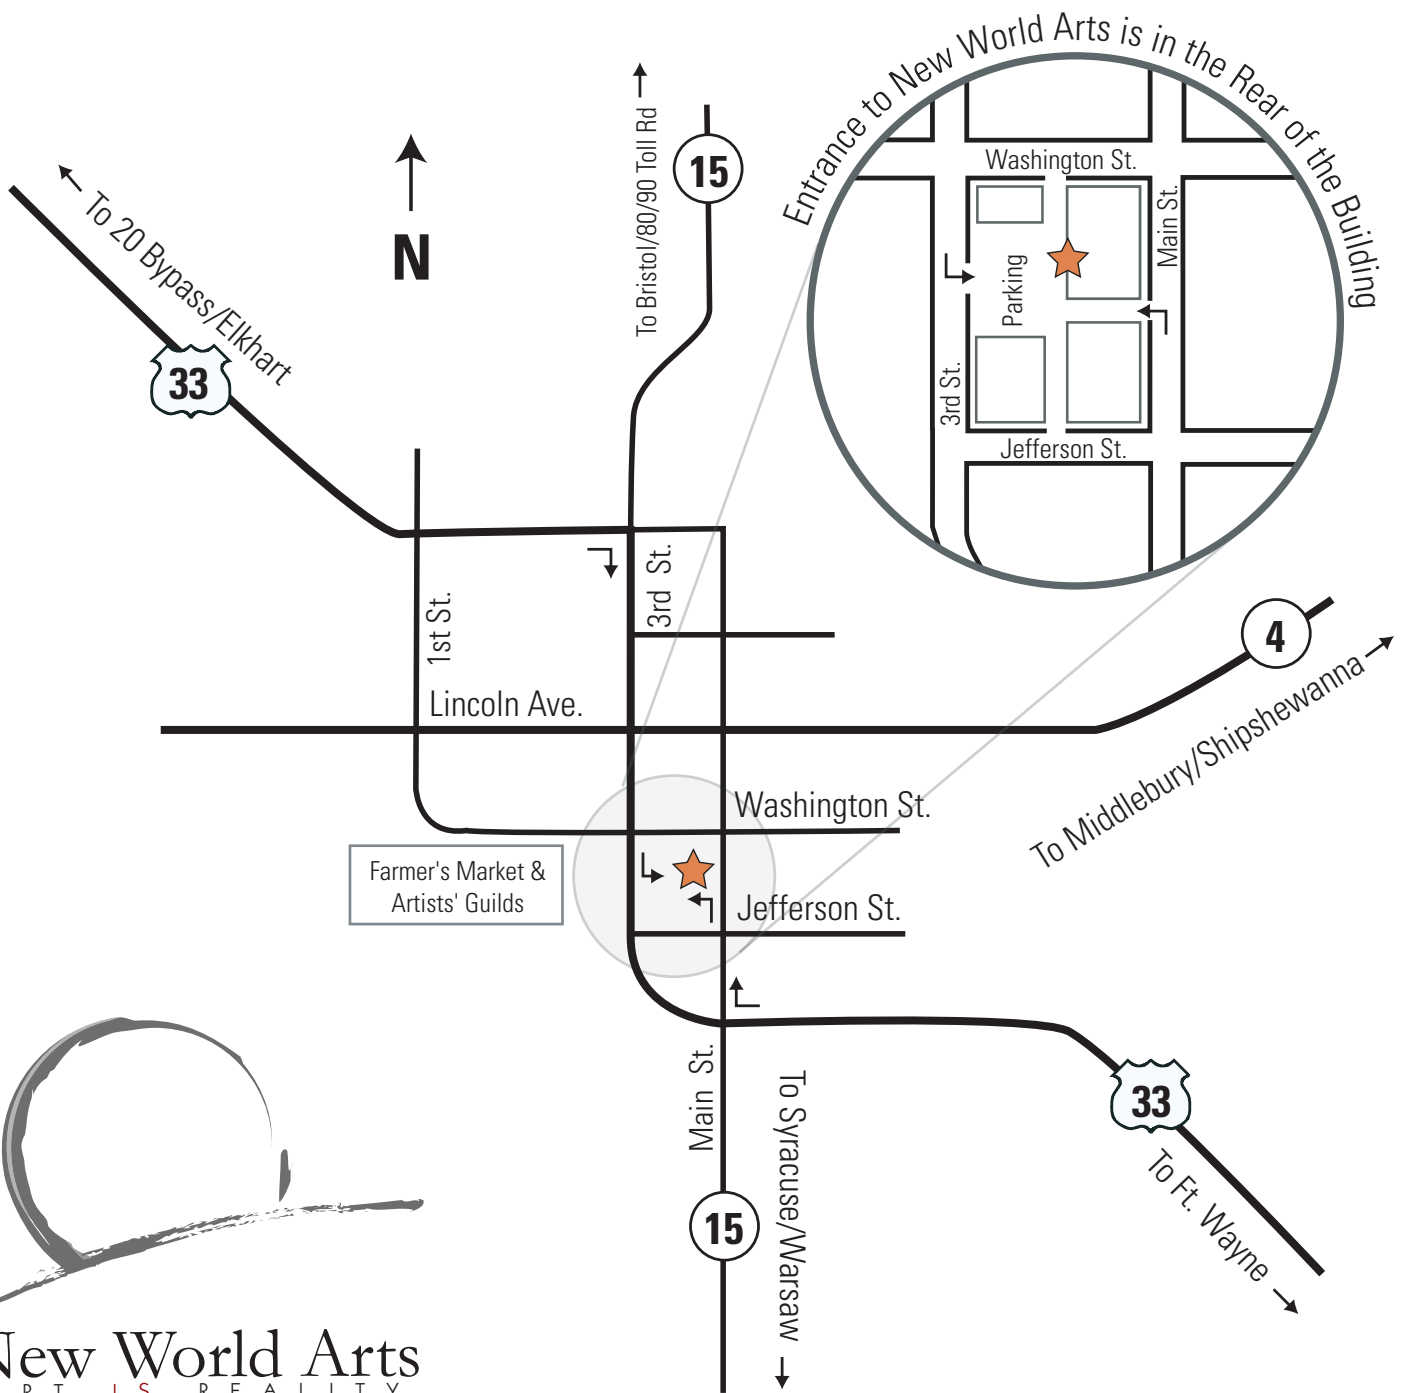 Entrance to New World Arts is in the Rear of the Building
Washington St.
Main St.
Parking
3rd St.
Jefferson St.
To Bristol/80/90 Toll Rd
15
N
To 20 Bypass/Elkhart
33
3rd St.
1st St.
Lincoln Ave.
4
To Middlebury/Shipshewanna
Washington St.
Farmer's Market &
Artists' Guilds
Jefferson St.
Main St.
To Syracuse/Warsaw
15
33
To Ft. Wayne
New World Arts
RT IS REALITY